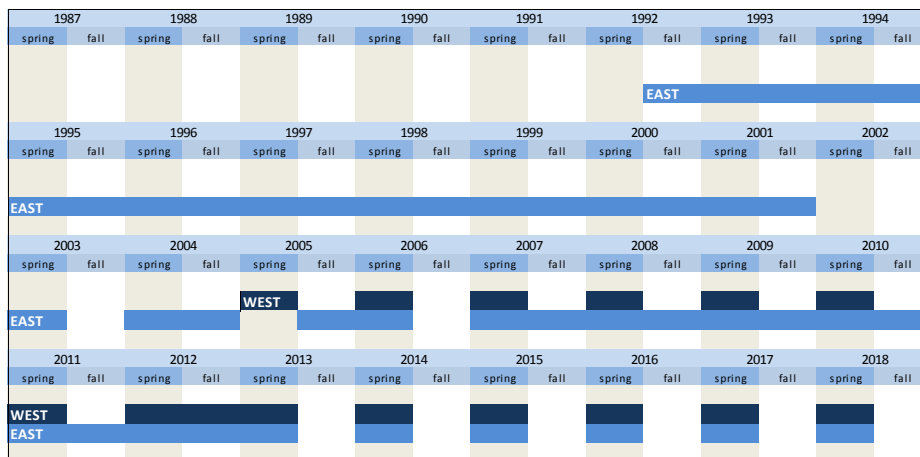 1987 1988 1989 1990 1991 1992 1993 1994
spring fall spring fall spring fall spring fall spring fall spring fall spring fall spring fall
EAST
1995 1996 1997 1998 1999 2000 2001 2002
spring fall spring fall spring fall spring fall spring fall spring fall spring fall spring fall
EAST
2003 2004 2005 2006 2007 2008 2009 2010
spring fall spring fall spring fall spring fall spring fall spring fall spring fall spring fall
WEST
EAST
2011 2012 2013 2014 2015 2016 2017 2018
spring fall spring fall spring fall spring fall spring fall spring fall spring fall spring fall
WEST
EAST